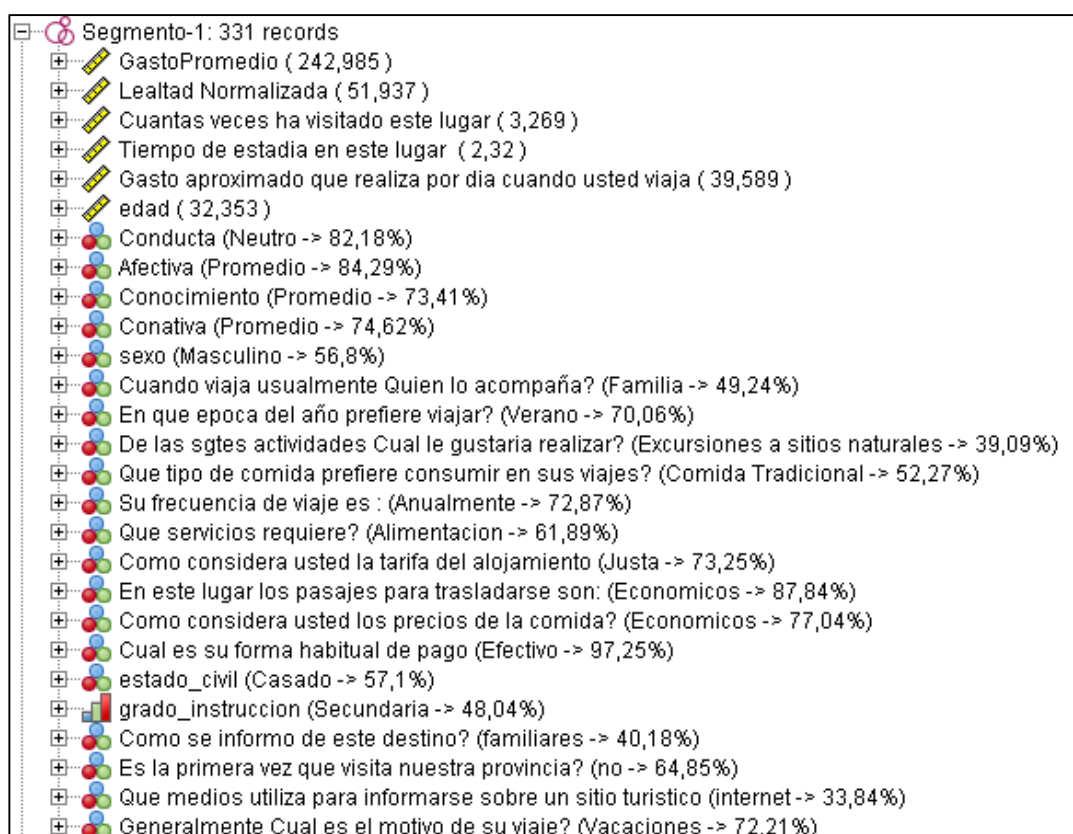 Segmento-1: 331 records
GastoPromedio ( 242,985 )
Lealtad Normalizada ( 51,937 )
Cuantas veces ha visitado este lugar ( 3,269 )
Tiempo de estadia en este lugar ( 2,32 )
Gasto aproximado que realiza por dia cuando usted viaja ( 39,589 )
edad ( 32,353 )
Conducta (Neutro -> 82,18%)
Afectiva (Promedio -> 84,29%)
Conocimiento (Promedio -> 73,41%)
Conativa (Promedio -> 74,62%)
sexo (Masculino -> 56,8%)
Cuando viaja usualmente Quien lo acompaña? (Familia -> 49,24%)
En que epoca del año prefiere viajar? (Verano -> 70,06%)
De las sgtes actividades Cual le gustaria realizar? (Excursiones a sitios naturales -> 39,09%)
Que tipo de comida prefiere consumir en sus viajes? (Comida Tradicional -> 52,27%)
Su frecuencia de viaje es : (Anualmente -> 72,87%)
Que servicios requiere? (Alimentacion -> 61,89%)
Como considera usted la tarifa del alojamiento (Justa -> 73,25%)
En este lugar los pasajes para trasladarse son: (Economicos -> 87,84%)
Como considera usted los precios de la comida? (Economicos -> 77,04%)
Cual es su forma habitual de pago (Efectivo -> 97,25%)
estado_civil (Casado -> 57,1%)
grado_instruccion (Secundaria -> 48,04%)
Como se informo de este destino? (familiares -> 40,18%)
Es la primera vez que visita nuestra provincia? (no -> 64,85%)
Que medios utiliza para informarse sobre un sitio turistico (internet -> 33,84%)
Generalmente Cual es el motivo de su viaje? (Vacaciones -> 72,21%)